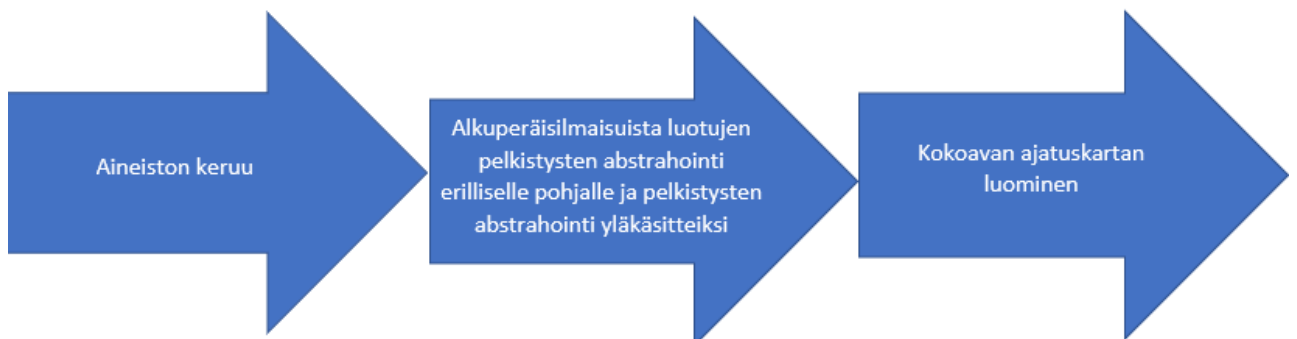 Aineiston keruu
Alkuperäisilmaisuista luotujen
pelkistysten abstrahointi
erilliselle pohjalle ja pelkistysten
abstrahointi yläkäsitteiksi
Kokoavan ajatuskartan
luominen